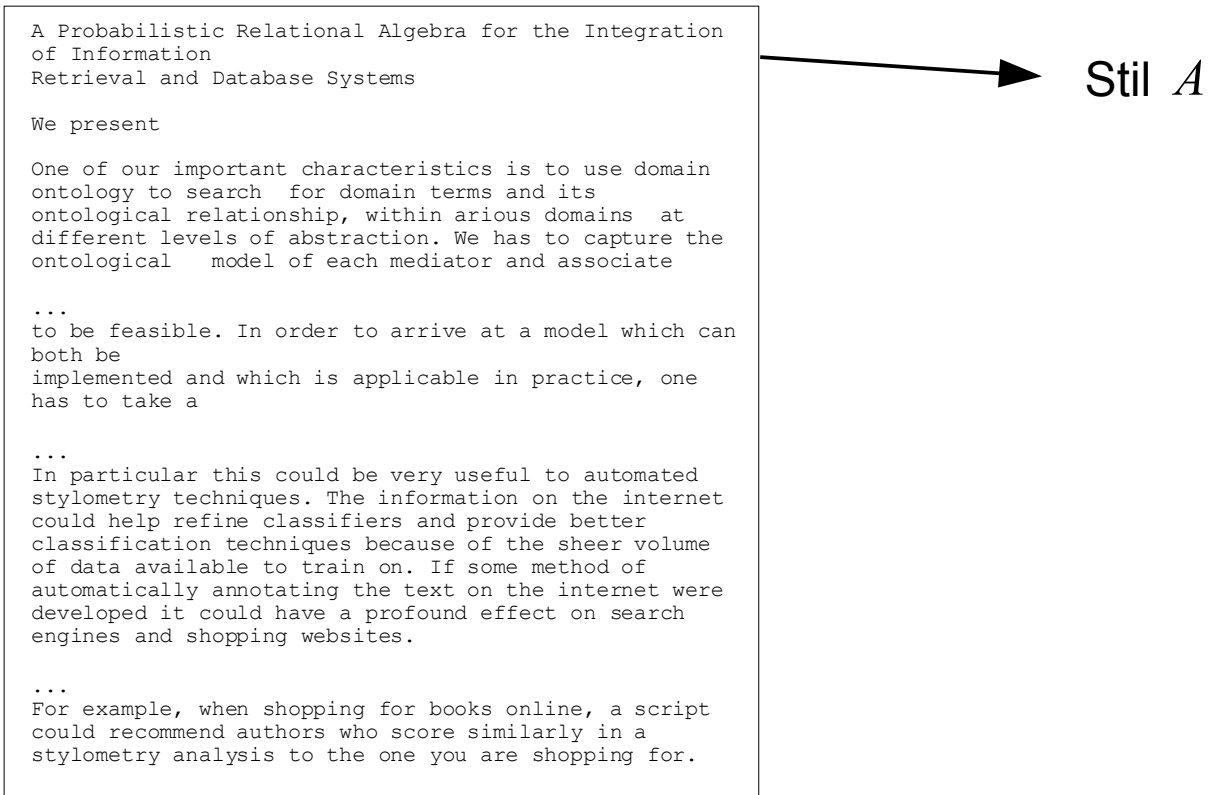 A Probabilistic Relational Algebra for the Integration
of Information
Retrieval and Database Systems
We present
One of our important characteristics is to use domain
ontology to search  for domain terms and its
ontological relationship, within arious domains  at
different levels of abstraction. We has to capture the
ontological   model of each mediator and associate
...
to be feasible. In order to arrive at a model which can
both be
implemented and which is applicable in practice, one
has to take a
...
In particular this could be very useful to automated
stylometry techniques. The information on the internet
could help refine classifiers and provide better
classification techniques because of the sheer volume
of data available to train on. If some method of
automatically annotating the text on the internet were
developed it could have a profound effect on search
engines and shopping websites.
...
For example, when shopping for books online, a script
could recommend authors who score similarly in a
stylometry analysis to the one you are shopping for.
Stil A